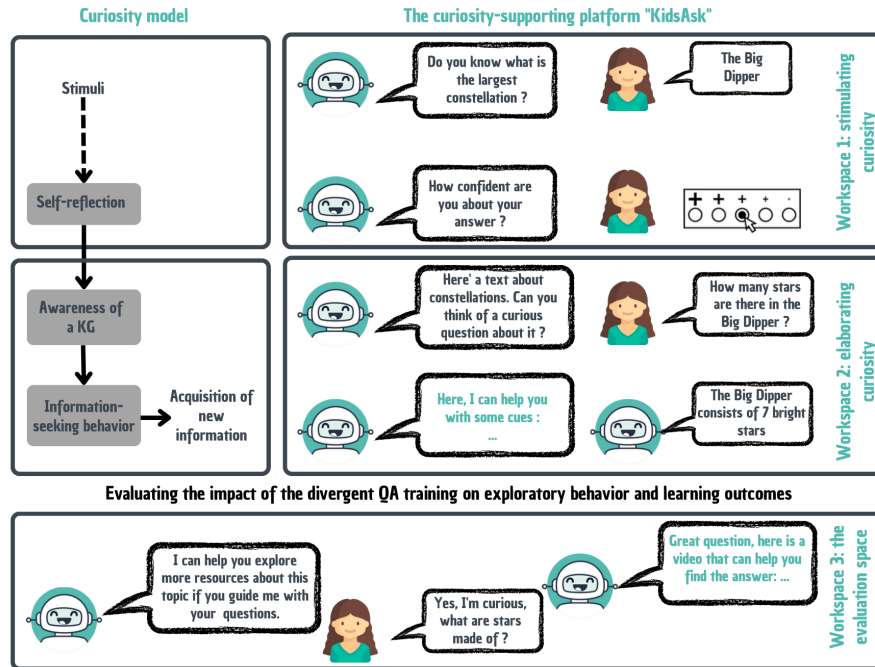 Curiosity model
The curiosity-supporting platform "KidsAsk"
Stimuli
Self-reflection
Do you know what is
the largest
constellation ?
The Big
Dipper
How confident are
you about your
answer ?
Workspace 1: stimulating
curiosity
Awareness of
a KG
Information-
seeking behavior
Acquisition of
new
information
Here' a text about
constellations. Can you
think of a curious
question about it ?
How many stars
are there in the
Big Dipper ?
Here, I can help you
with some cues :
...
The Big Dipper
consists of 7 bright
stars
Workspace 2: elaborating
curiosity
Evaluating the impact of the divergent QA training on exploratory behavior and learning outcomes
I can help you explore
more resources about this
topic if you guide me with
your questions.
Yes, I'm curious,
what are stars
made of ?
Great question, here is a
video that can help you
find the answer: ...
Workspace 3: the
evaluation space